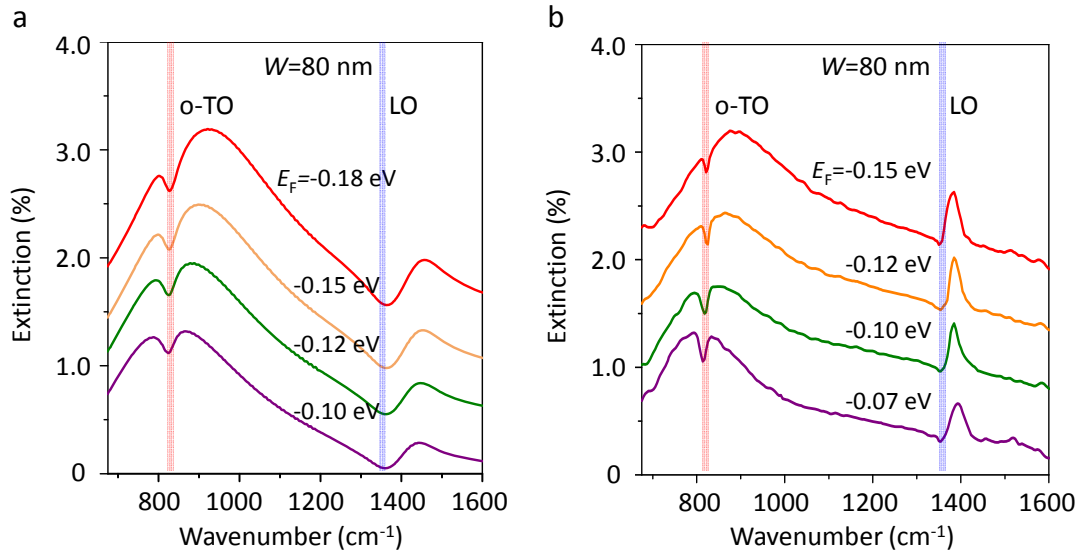 a
4.0
3.0
2.0
1.0
0
Extinction (%)
W=80 nm
o-TO
LO
EF=-0.18 eV
-0.15 eV
-0.12 eV
-0.10 eV
800 1000 1200 1400 1600
Wavenumber (cm-1)
b
4.0
3.0
2.0
1.0
0
Extinction (%)
W=80 nm
o-TO
LO
EF=-0.15 eV
-0.12 eV
-0.10 eV
-0.07 eV
800 1000 1200 1400 1600
Wavenumber (cm-1)